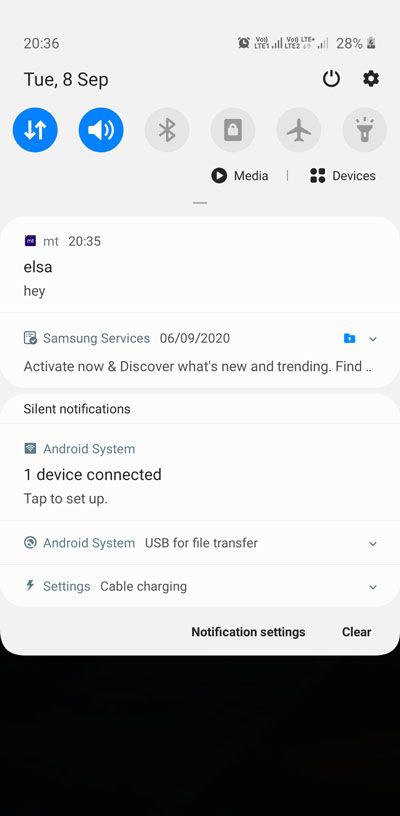 20:36 Vo)) LTE1 Vo)) LTE+ LTE2 28%
Tue, 8 Sep
Media | Devices
mt mt 20:35
elsa
hey
Samsung Services 06/09/2020
Activate now & Discover what's new and trending. Find ..
Silent notifications
Android System
1 device connected
Tap to set up.
Android System USB for file transfer
Settings Cable charging
Notification settings Clear